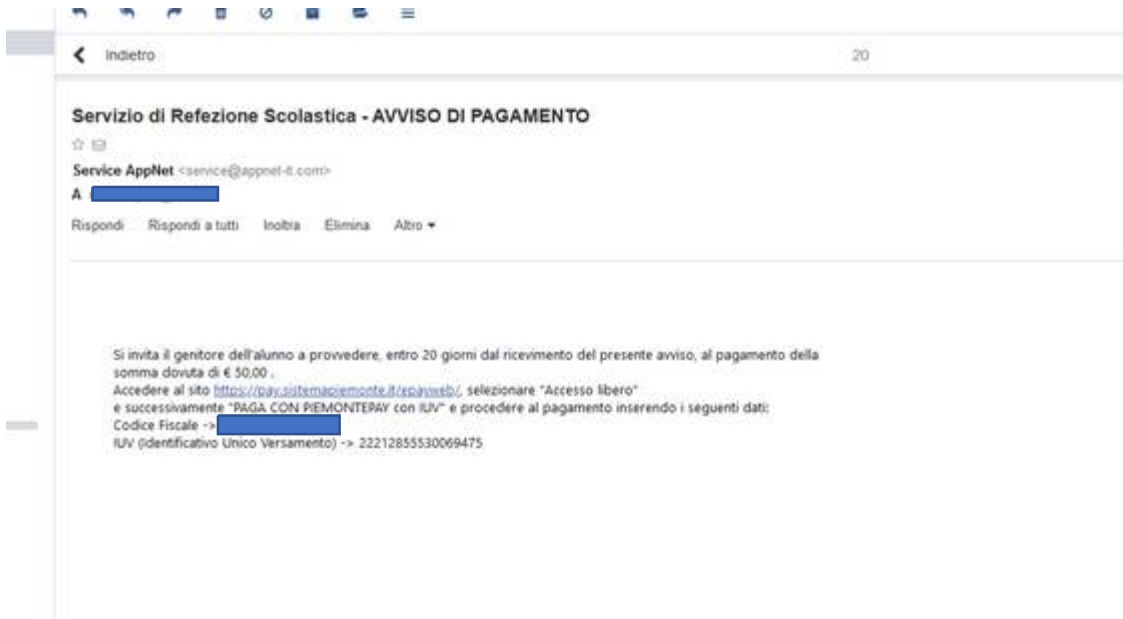 Indietro 20
Servizio di Refezione Scolastica - AVVISO DI PAGAMENTO
Service AppNet <service@appnet-it.com>
A
Rispondi Rispondi a tutti Inoltra Elimina Altro
Si invita il genitore dell'alunno a provvedere, entro 20 giorni dal ricevimento del presente avviso, al pagamento della
somma dovuta di € 50,00 .
Accedere al sito https://pay.sistemapiemonte.it/epayweb/, selezionare "Accesso libero"
e successivamente "PAGA CON PIEMONTEPAY con IUV" e procedere al pagamento inserendo i seguenti dati:
Codice Fiscale ->
IUV (Identificativo Unico Versamento) -> 22212855530069475